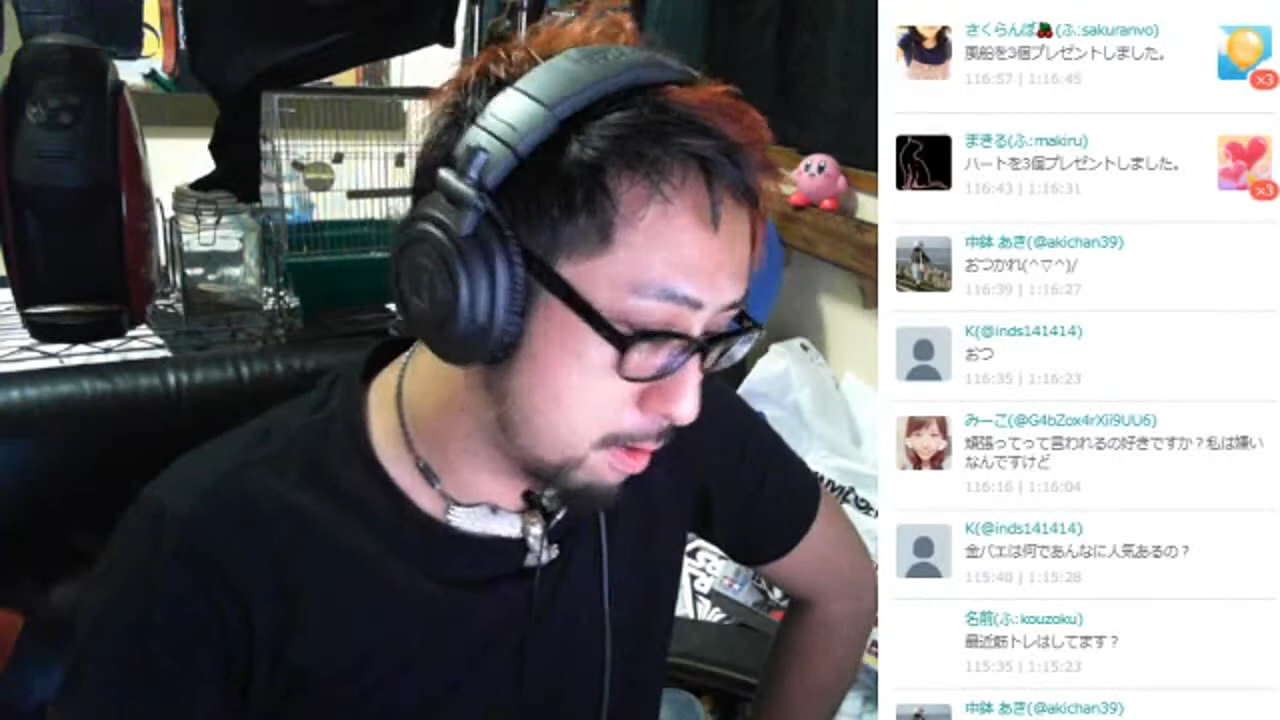 さくらんぼ🍒(ふ:sakuranvo)
風船を3個プレゼントしました。
116:57 | 1:16:45
x3
まきる(ふ:makiru)
ハートを3個プレゼントしました。
116:43 | 1:16:31
x3
中鉢 あき(@akichan39)
おつかれ(^▽^)/
116:39 | 1:16:27
K(@inds141414)
おつ
116:35 | 1:16:23
みーこ(@G4bZox4rXii9UU6)
頑張ってって言われるの好きですか？私は嫌い
なんですけど
116:16 | 1:16:04
K(@inds141414)
金バエは何であんなに人気あるの？
115:40 | 1:15:28
名前(ふ:kouzoku)
最近筋トレはしてます？
115:35 | 1:15:23
中鉢 あき(@akichan39)